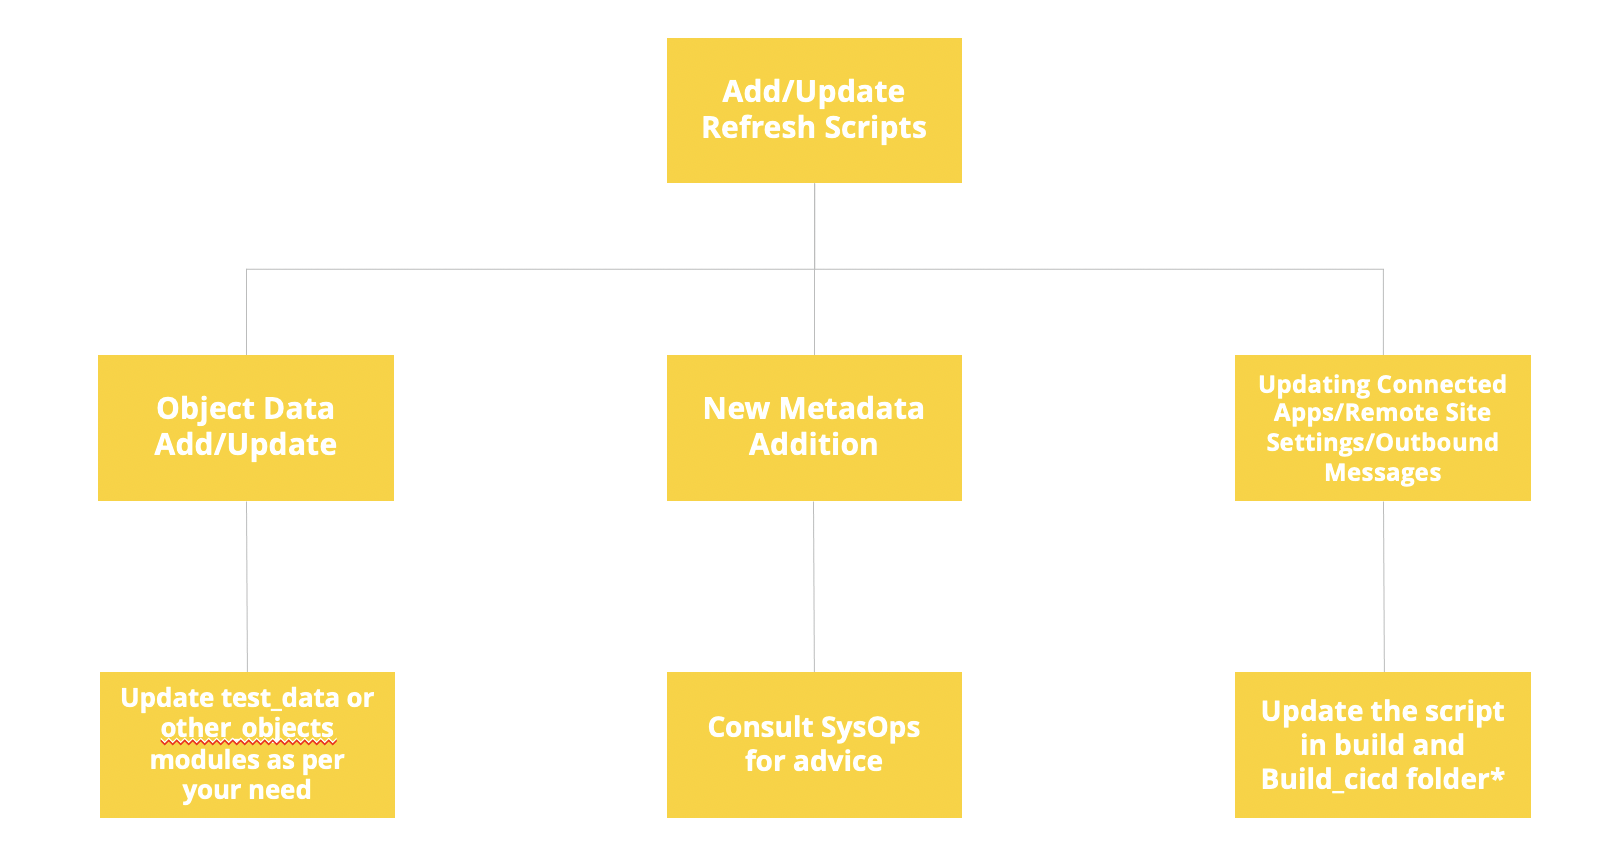 Add/Update
Refresh Scripts
Object Data
Add/Update
New Metadata
Addition
Updating Connected
Apps/Remote Site
Settings/Outbound
Messages
Update test_data or
other_objects
modules as per
your need
Consult SysOps
for advice
Update the script
in build and
Build_cicd folder*